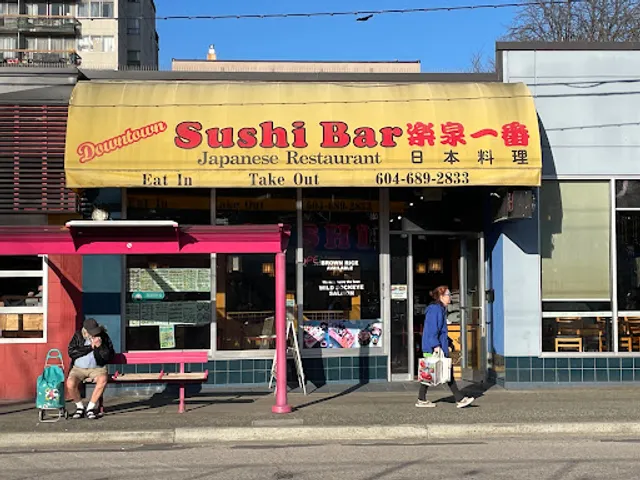 Downtown
Sushi Bar 楽泉一番
Japanese Restaurant 日本料理
Eat In Take Out 604-689-2833
BROWN RICE
AVAILABLE
WILD SOCKEYE
SALMON